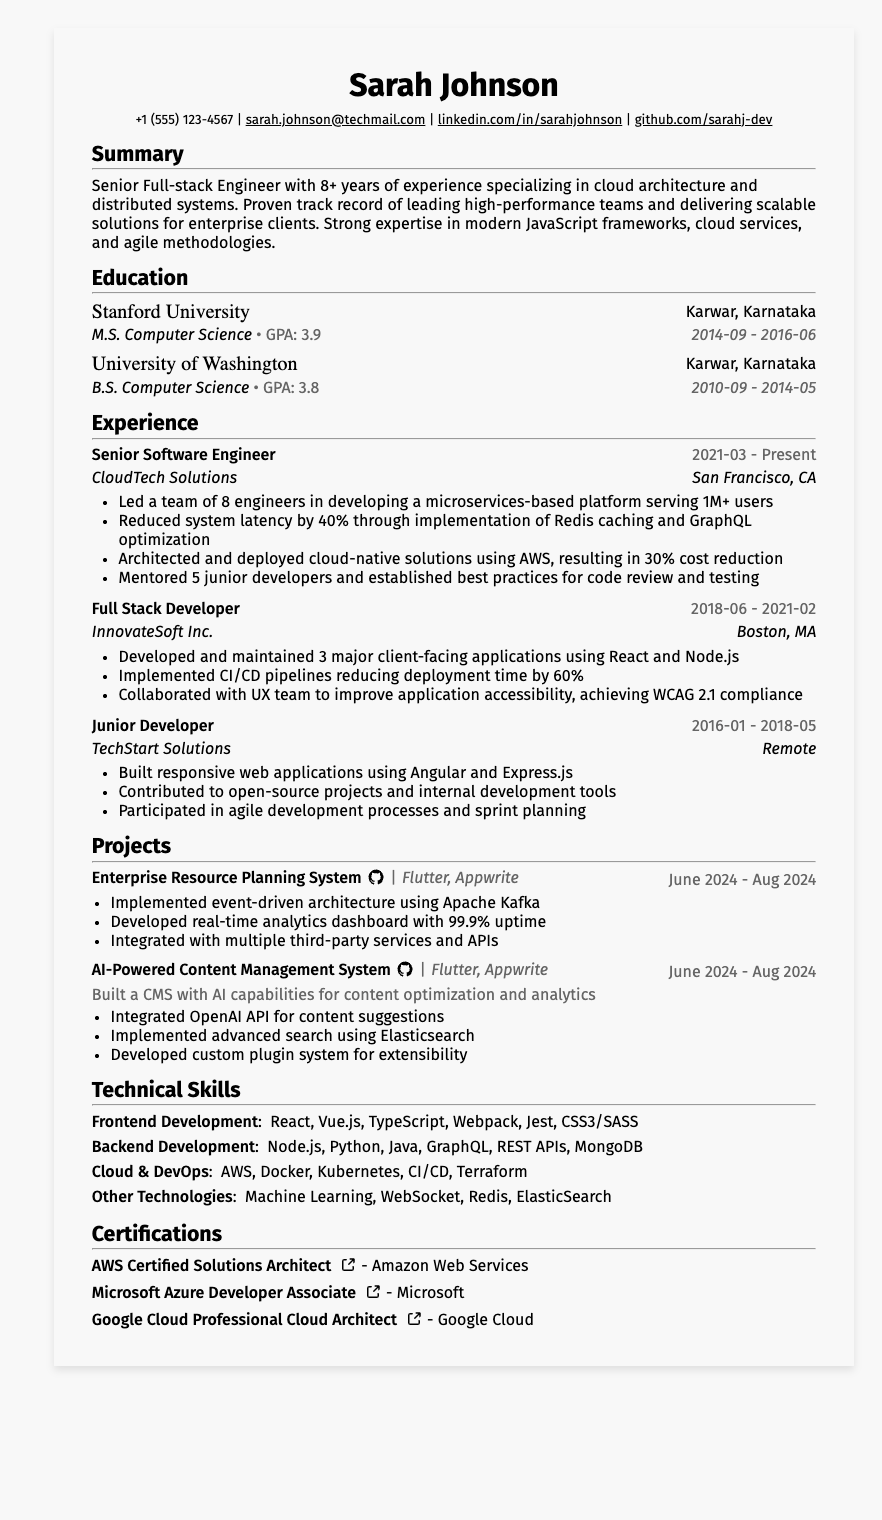 Sarah Johnson
+1 (555) 123-4567 | sarah.johnson@techmail.com | linkedin.com/in/sarahjohnson | github.com/sarahj-dev
Summary
Senior Full-stack Engineer with 8+ years of experience specializing in cloud architecture and
distributed systems. Proven track record of leading high-performance teams and delivering scalable
solutions for enterprise clients. Strong expertise in modern JavaScript frameworks, cloud services,
and agile methodologies.
Education
Stanford University Karwar, Karnataka
M.S. Computer Science • GPA: 3.9 2014-09 - 2016-06
University of Washington Karwar, Karnataka
B.S. Computer Science • GPA: 3.8 2010-09 - 2014-05
Experience
Senior Software Engineer 2021-03 - Present
CloudTech Solutions San Francisco, CA
• Led a team of 8 engineers in developing a microservices-based platform serving 1M+ users
• Reduced system latency by 40% through implementation of Redis caching and GraphQL
optimization
• Architected and deployed cloud-native solutions using AWS, resulting in 30% cost reduction
• Mentored 5 junior developers and established best practices for code review and testing
Full Stack Developer 2018-06 - 2021-02
InnovateSoft Inc. Boston, MA
• Developed and maintained 3 major client-facing applications using React and Node.js
• Implemented CI/CD pipelines reducing deployment time by 60%
• Collaborated with UX team to improve application accessibility, achieving WCAG 2.1 compliance
Junior Developer 2016-01 - 2018-05
TechStart Solutions Remote
• Built responsive web applications using Angular and Express.js
• Contributed to open-source projects and internal development tools
• Participated in agile development processes and sprint planning
Projects
Enterprise Resource Planning System | Flutter, Appwrite June 2024 - Aug 2024
• Implemented event-driven architecture using Apache Kafka
• Developed real-time analytics dashboard with 99.9% uptime
• Integrated with multiple third-party services and APIs
AI-Powered Content Management System | Flutter, Appwrite June 2024 - Aug 2024
Built a CMS with AI capabilities for content optimization and analytics
• Integrated OpenAI API for content suggestions
• Implemented advanced search using Elasticsearch
• Developed custom plugin system for extensibility
Technical Skills
Frontend Development: React, Vue.js, TypeScript, Webpack, Jest, CSS3/SASS
Backend Development: Node.js, Python, Java, GraphQL, REST APIs, MongoDB
Cloud & DevOps: AWS, Docker, Kubernetes, CI/CD, Terraform
Other Technologies: Machine Learning, WebSocket, Redis, ElasticSearch
Certifications
AWS Certified Solutions Architect - Amazon Web Services
Microsoft Azure Developer Associate - Microsoft
Google Cloud Professional Cloud Architect - Google Cloud